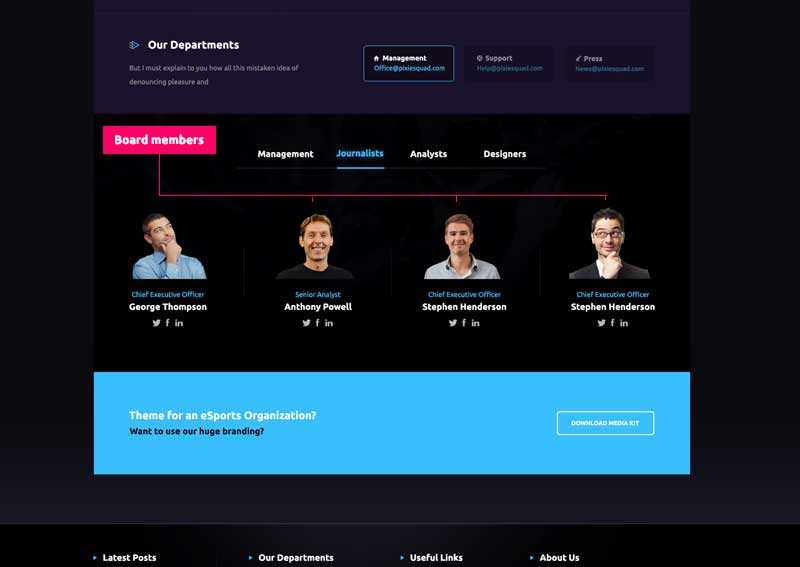 Our Departments
But I must explain to you how all this mistaken idea of
denouncing pleasure and
Management
Office@pixiesquad.com
Support
Help@pixiesquad.com
Press
News@pixiesquad.com
Board members
Management Journalists Analysts Designers
Chief Executive Officer
George Thompson
Senior Analyst
Anthony Powell
Chief Executive Officer
Stephen Henderson
Chief Executive Officer
Stephen Henderson
Theme for an eSports Organization?
Want to use our huge branding?
DOWNLOAD MEDIA KIT
Latest Posts
Our Departments
Useful Links
About Us